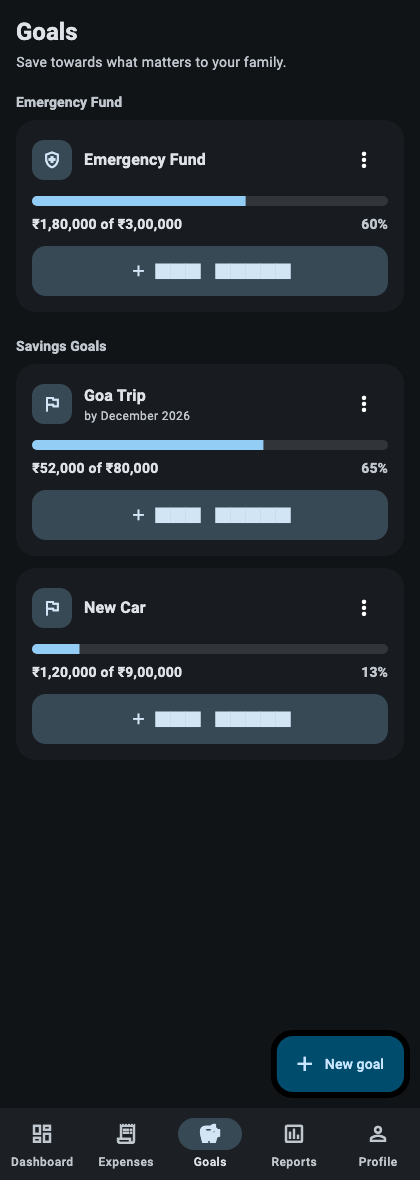 Goals
Save towards what matters to your family.
Emergency Fund
Emergency Fund
₹1,80,000 of ₹3,00,000
60%
+
Savings Goals
Goa Trip
by December 2026
₹52,000 of ₹80,000
65%
+
New Car
₹1,20,000 of ₹9,00,000
13%
+
+ New goal
Dashboard
Expenses
Goals
Reports
Profile